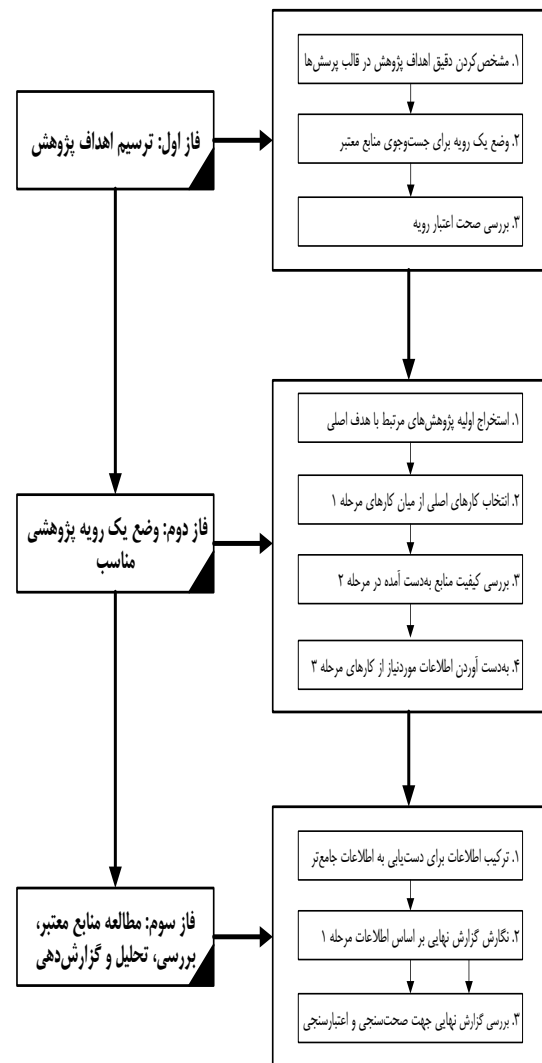 فاز اول: ترسیم اهداف پژوهش
۱. مشخص‌کردن دقیق اهداف پژوهش در قالب پرسش‌ها
۲. وضع یک رویه برای جست‌وجوی منابع معتبر
۳. بررسی صحت اعتبار رویه
فاز دوم: وضع یک رویه پژوهشی
مناسب
۱. استخراج اولیه پژوهش‌های مرتبط با هدف اصلی
۲. انتخاب کارهای اصلی از میان کارهای مرحله ۱
۳. بررسی کیفیت منابع به‌دست آمده در مرحله ۲
۴. به‌دست آوردن اطلاعات موردنیاز از کارهای مرحله ۳
فاز سوم: مطالعه منابع معتبر،
بررسی، تحلیل و گزارش‌دهی
۱. ترکیب اطلاعات برای دست‌یابی به اطلاعات جامع‌تر
۲. نگارش گزارش نهایی بر اساس اطلاعات مرحله ۱
۳. بررسی گزارش نهایی جهت صحت‌سنجی و اعتبارسنجی